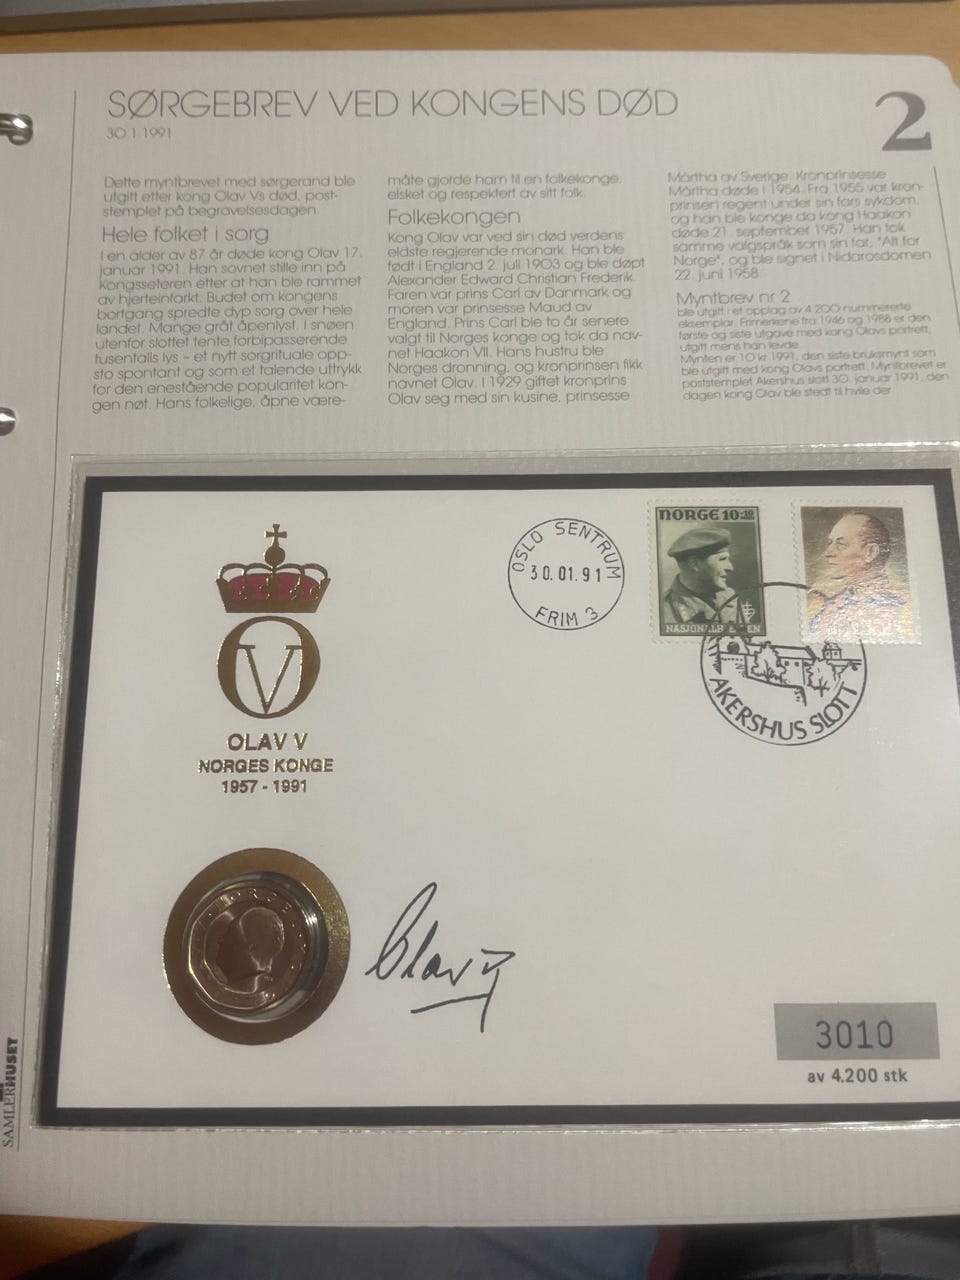 SØRGEBREV VED KONGENS DØD
30.1.1991
2
Dette myntbrevet med sørgerand ble
utgitt etter kong Olav Vs død, post-
stemplet på begravelsesdagen.
Hele folket i sorg
I en alder av 87 år døde kong Olav 17.
januar 1991. Han sovnet stille inn på
Kongsseteren etter at han ble rammet
av hjerteinfarkt. Budet om kongens
bortgang spredte dyp sorg over hele
landet. Mange gråt åpenlyst. I snøen
utenfor slottet tente forbipasserende
tusentalls lys – et nytt sorgrituale opp-
sto spontant og som et talende uttrykk
for den enestående popularitet kon-
gen nøt. Hans folkelige, åpne være-
måte gjorde ham til en folkekonge,
elsket og respektert av sitt folk.
Folkekongen
Kong Olav var ved sin død verdens
eldste regjerende monark. Han ble
født i England 2. juli 1903 og ble døpt
Alexander Edward Christian Frederik.
Faren var prins Carl av Danmark og
moren var prinsesse Maud av
England. Prins Carl ble to år senere
valgt til Norges konge og tok da nav-
net Haakon VII. Hans hustru ble
Norges dronning, og kronprinsen fikk
navnet Olav. I 1929 giftet kronprins
Olav seg med sin kusine, prinsesse
Märtha av Sverige. Kronprinsesse
Märtha døde i 1954. Fra 1955 var kron-
prinsen regent under sin fars sykdom,
og han ble konge da kong Haakon
døde 21. september 1957. Han tok
samme valgspråk som sin far, "Alt for
Norge", og ble signet i Nidarosdomen
22. juni 1958
Myntbrev nr 2
ble utgitt i et opplag av 4.200 nummererte
eksemplar. Frimerkene fra 1946 og 1988 er den
første og siste utgave med kong Olavs portrett,
utgitt mens han levde.
Mynten er 10 kr 1991, den siste bruksmynt som
ble utgitt med kong Olavs portrett. Myntbrevet er
poststemplet Akershus slott 30. januar 1991, den
dagen kong Olav ble stedt til hvile der.
OSLO SENTRUM
30.01.91
FRIM 3
NORGE 10+10
NASJONALHJELPEN
AKERSHUS SLOTT
OV
OLAV V
NORGES KONGE
1957 - 1991
NORGE
Olav V
3010
av 4.200 stk
SAMLERHUSET